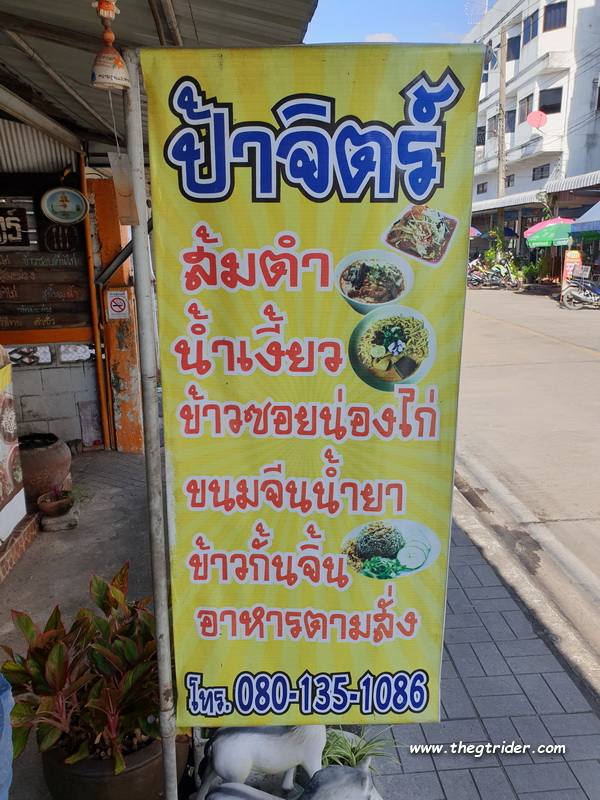 ป้าจิตร์
ส้มตำ
น้ำเงี้ยว
ข้าวซอยน่องไก่
ขนมจีนน้ำยา
ข้าวกั้นจิ้น
อาหารตามสั่ง
โทร. 080-135-1086
www.thegtrider.com